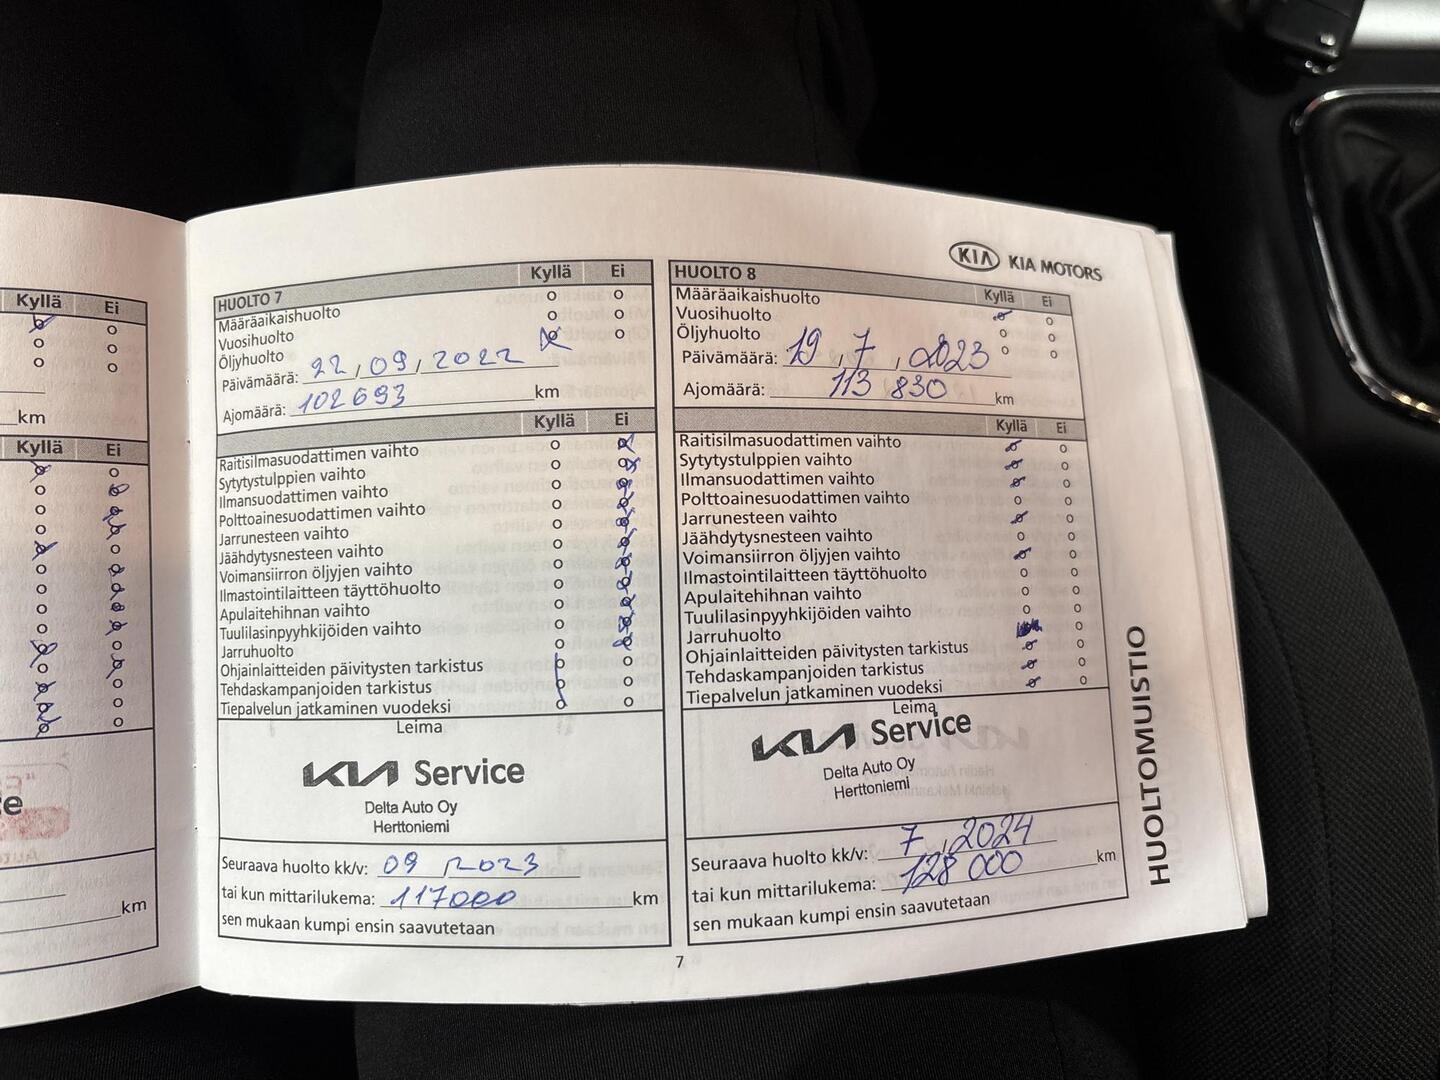 Kyllä Ei
km
Kyllä Ei
km
HUOLTO 7 Kyllä Ei
Määräaikaishuolto
Vuosihuolto
Öljyhuolto
Päivämäärä: 22, 09, 2022
Ajomäärä: 102693 km
Kyllä Ei
Raitisilmasuodattimen vaihto
Sytytystulppien vaihto
Ilmansuodattimen vaihto
Polttoainesuodattimen vaihto
Jarrunesteen vaihto
Jäähdytysnesteen vaihto
Voimansiirron öljyjen vaihto
Ilmastointilaitteen täyttöhuolto
Apulaitehihnan vaihto
Tuulilasinpyyhkijöiden vaihto
Jarruhuolto
Ohjainlaitteiden päivitysten tarkistus
Tehdaskampanjoiden tarkistus
Tiepalvelun jatkaminen vuodeksi
Leima
KIA Service
Delta Auto Oy
Herttoniemi
Seuraava huolto kk/v: 09 2023
tai kun mittarilukema: 117000 km
sen mukaan kumpi ensin saavutetaan
KIA KIA MOTORS
HUOLTO 8 Kyllä Ei
Määräaikaishuolto
Vuosihuolto
Öljyhuolto
Päivämäärä: 19, 7, 2023
Ajomäärä: 113 830 km
Kyllä Ei
Raitisilmasuodattimen vaihto
Sytytystulppien vaihto
Ilmansuodattimen vaihto
Polttoainesuodattimen vaihto
Jarrunesteen vaihto
Jäähdytysnesteen vaihto
Voimansiirron öljyjen vaihto
Ilmastointilaitteen täyttöhuolto
Apulaitehihnan vaihto
Tuulilasinpyyhkijöiden vaihto
Jarruhuolto
Ohjainlaitteiden päivitysten tarkistus
Tehdaskampanjoiden tarkistus
Tiepalvelun jatkaminen vuodeksi
Leima
KIA Service
Delta Auto Oy
Herttoniemi
Seuraava huolto kk/v: 7, 2024
tai kun mittarilukema: 128 000 km
sen mukaan kumpi ensin saavutetaan
HUOLTOMUISTIO
7